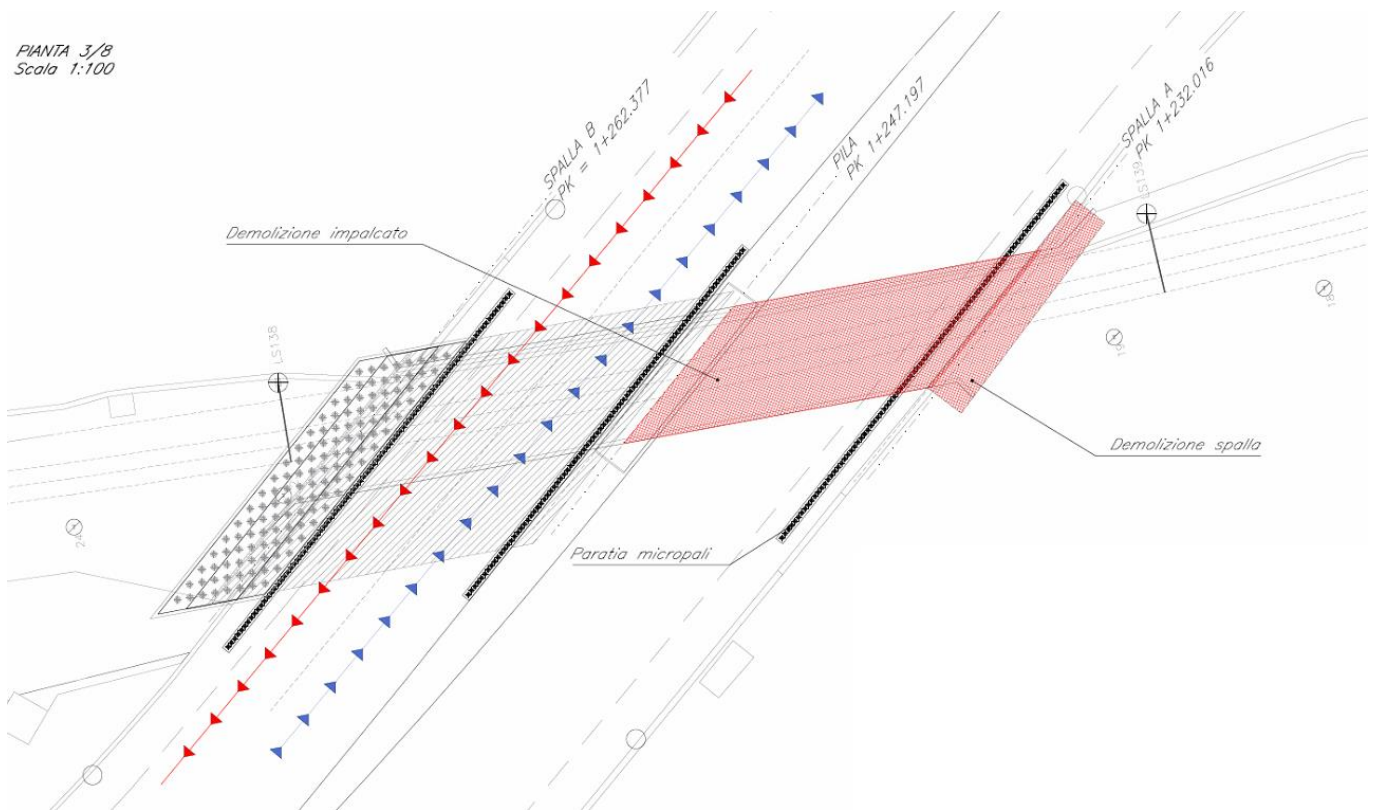 PIANTA 3/8
Scala 1:100
SPALLA B
PK = 1+262.377
PILA
PK 1+247.197
SPALLA A
PK 1+232.016
LS139
Demolizione impalcato
LS138
Demolizione spalla
Paratia micropali